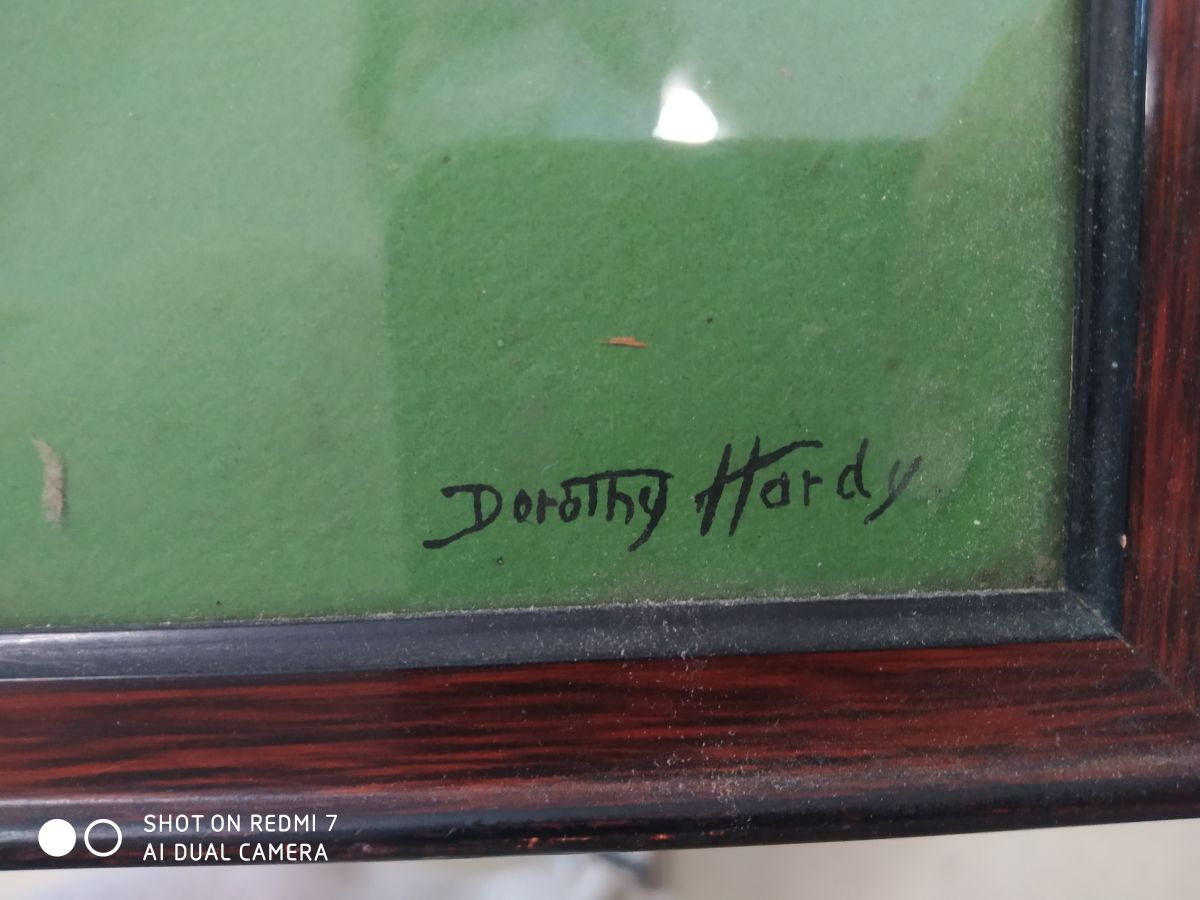 Dorothy Hardy
SHOT ON REDMI 7
AI DUAL CAMERA